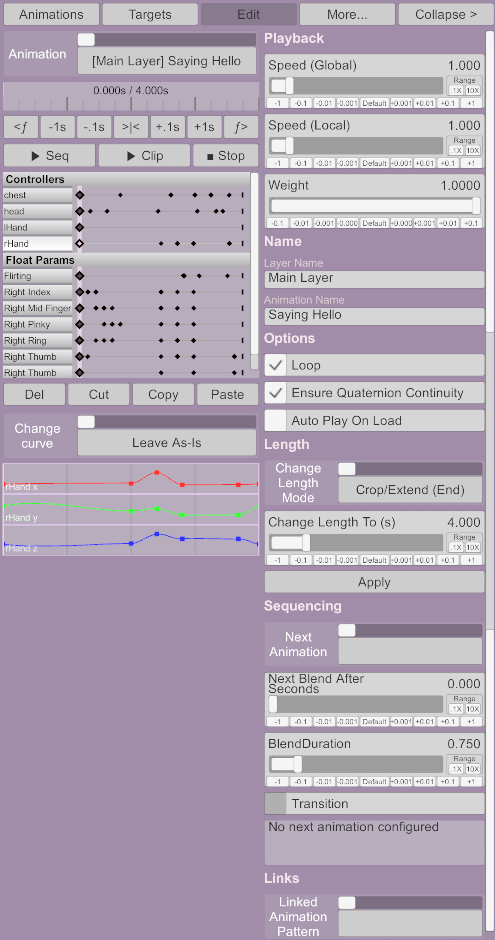 Animations Targets Edit More... Collapse >
Animation
[Main Layer] Saying Hello
0.000s / 4.000s
<ƒ -1s -.1s >|< +.1s +1s ƒ>
▶ Seq ▶ Clip ■ Stop
Controllers
chest
head
lHand
rHand
Float Params
Flirting
Right Index
Right Mid Finger
Right Pinky
Right Ring
Right Thumb
Right Thumb
Del Cut Copy Paste
Change
curve
Leave As-Is
rHand x
rHand y
rHand z
Playback
Speed (Global) 1.000
Range
.1X 10X
-1 -0.1 -0.01 -0.001 Default +0.001 +0.01 +0.1 +1
Speed (Local) 1.000
Range
.1X 10X
-1 -0.1 -0.01 -0.001 Default +0.001 +0.01 +0.1 +1
Weight 1.0000
-0.1 -0.01 -0.001 -0.000 Default +0.000 +0.001 +0.01 +0.1
Name
Layer Name
Main Layer
Animation Name
Saying Hello
Options
Loop
Ensure Quaternion Continuity
Auto Play On Load
Length
Change
Length
Mode
Crop/Extend (End)
Change Length To (s) 4.000
Range
.1X 10X
-1 -0.1 -0.01 -0.001 Default +0.001 +0.01 +0.1 +1
Apply
Sequencing
Next
Animation
Next Blend After
Seconds
0.000
Range
.1X 10X
-1 -0.1 -0.01 -0.001 Default +0.001 +0.01 +0.1 +1
BlendDuration 0.750
Range
.1X 10X
-1 -0.1 -0.01 -0.001 Default +0.001 +0.01 +0.1 +1
Transition
No next animation configured
Links
Linked
Animation
Pattern